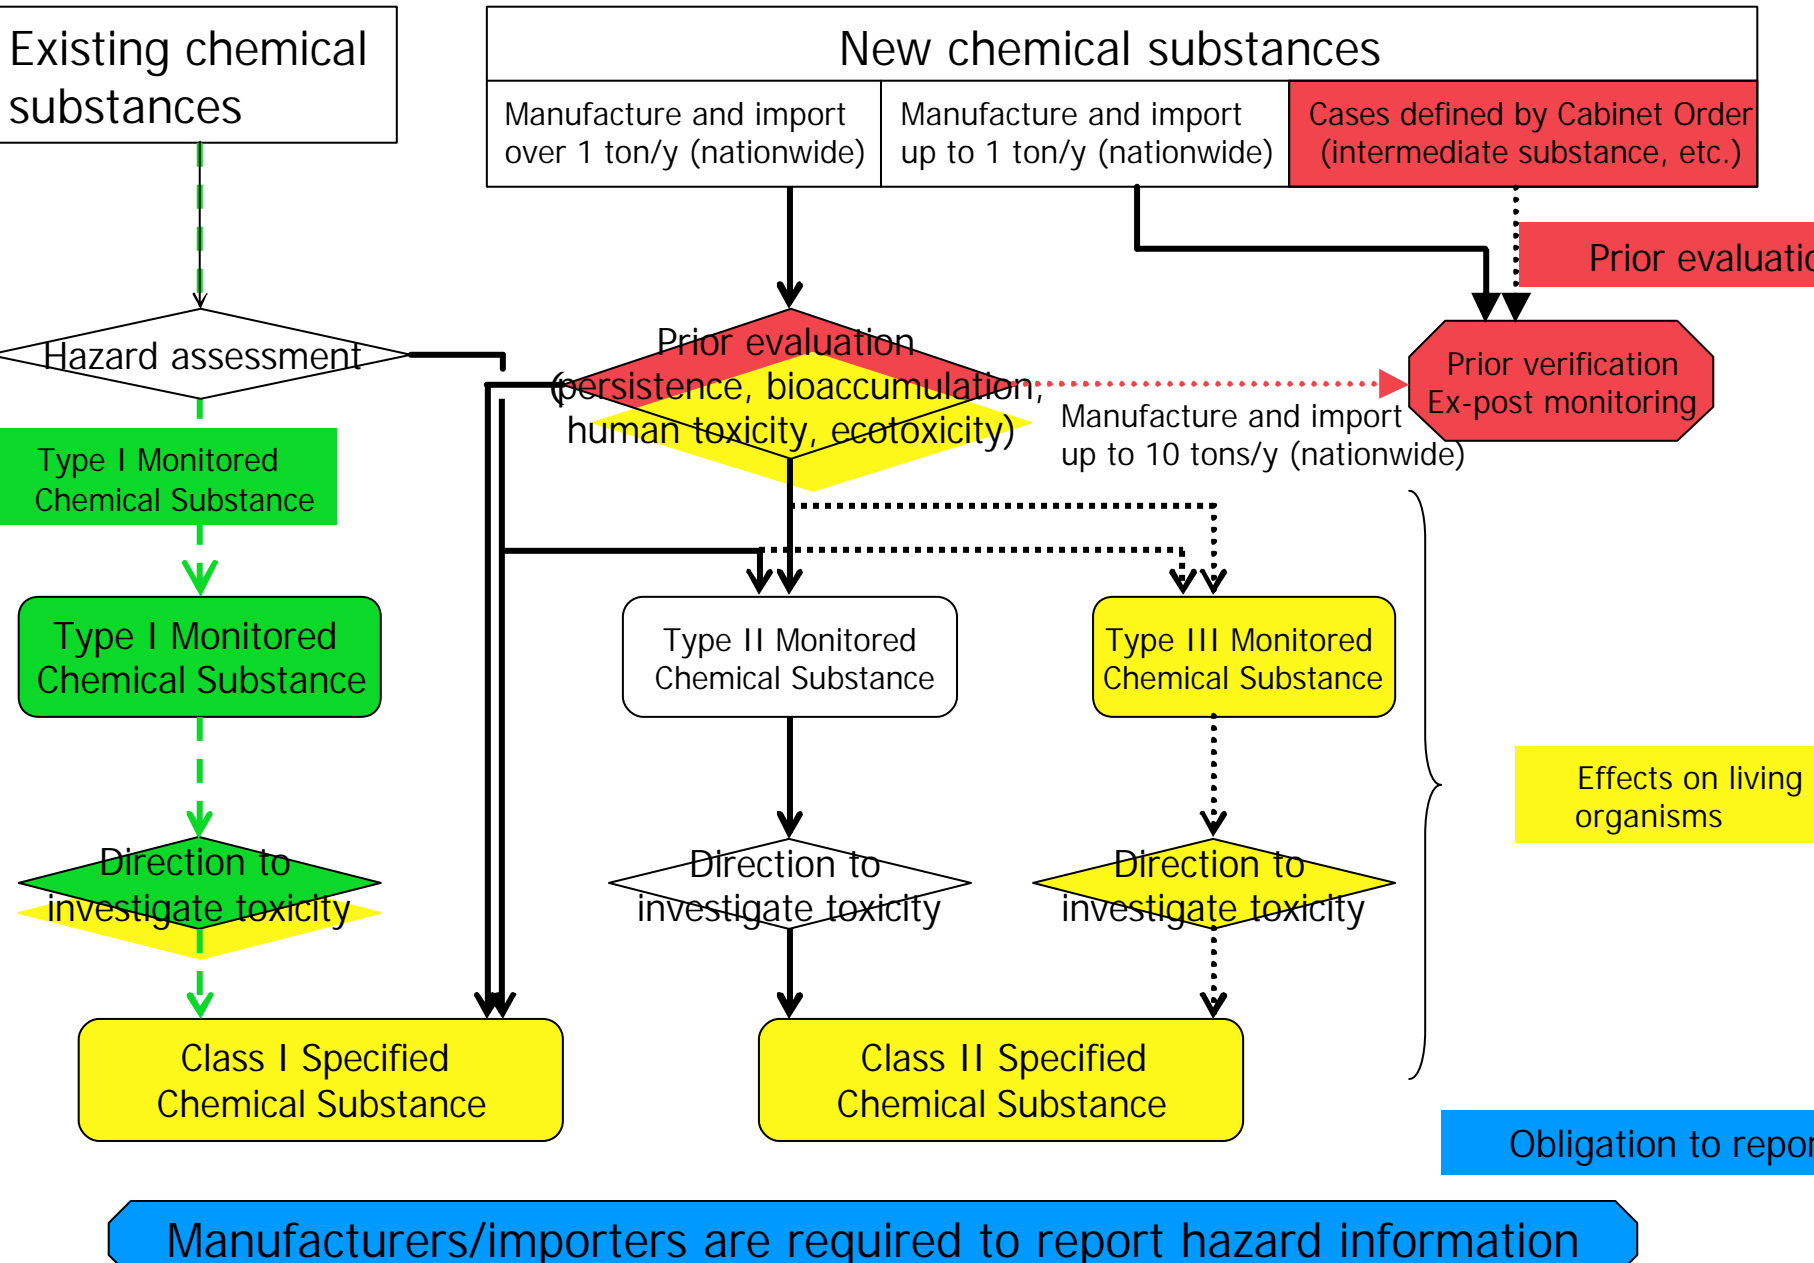 Existing chemical
substances
New chemical substances
Manufacture and import
over 1 ton/y (nationwide)
Manufacture and import
up to 1 ton/y (nationwide)
Cases defined by Cabinet Order
(intermediate substance, etc.)
Prior evaluatio
Hazard assessment
Prior evaluation
(persistence, bioaccumulation,
human toxicity, ecotoxicity)
Manufacture and import
up to 10 tons/y (nationwide)
Prior verification
Ex-post monitoring
Type I Monitored
Chemical Substance
Type I Monitored
Chemical Substance
Type II Monitored
Chemical Substance
Type III Monitored
Chemical Substance
Effects on living
organisms
Direction to
investigate toxicity
Direction to
investigate toxicity
Direction to
investigate toxicity
Class I Specified
Chemical Substance
Class II Specified
Chemical Substance
Obligation to repor
Manufacturers/importers are required to report hazard information